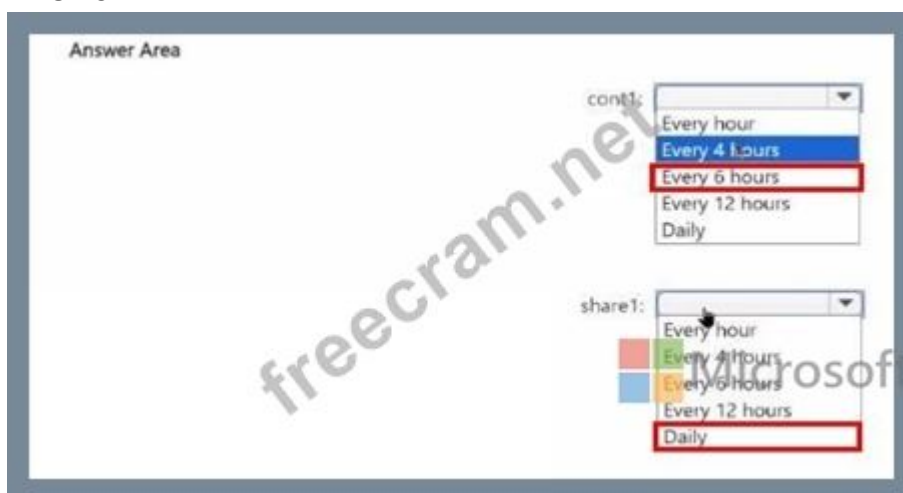 Answer Area
cont1:
Every hour
Every 4 hours
Every 6 hours
Every 12 hours
Daily
share1:
Every hour
Every 4 hours
Every 6 hours
Every 12 hours
Daily
freecram.net
Microsoft